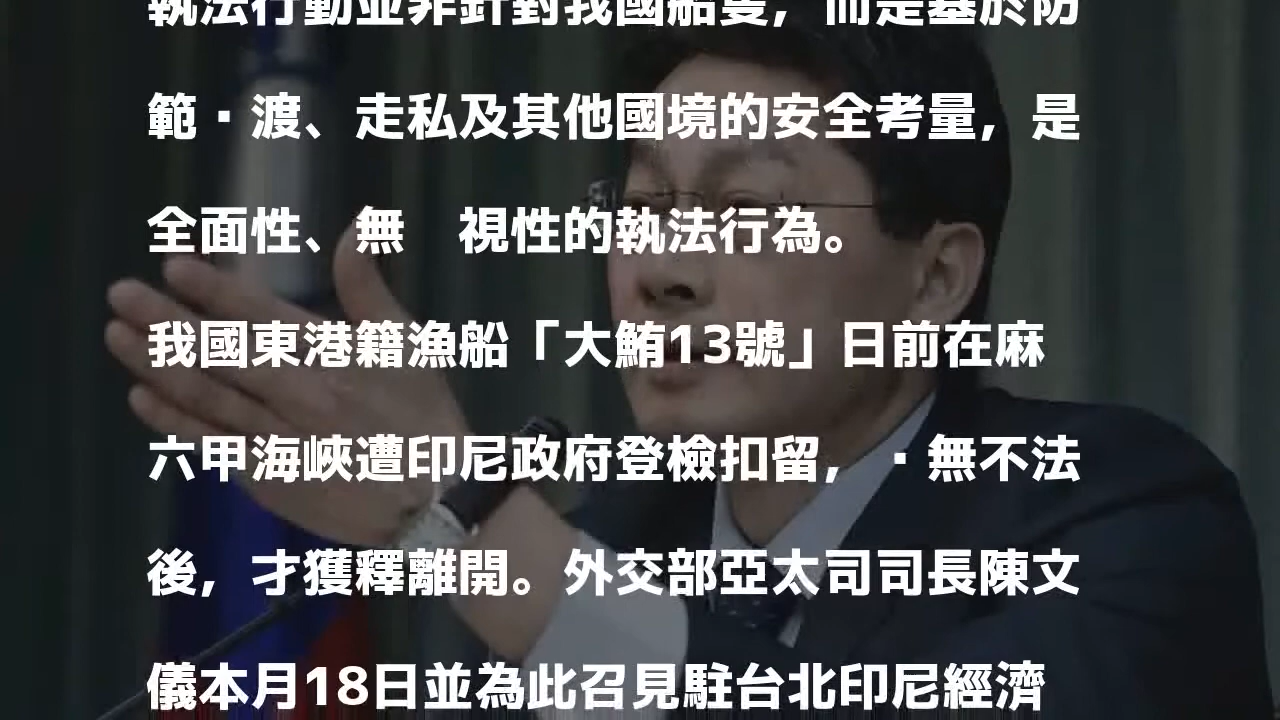 執法行動並非針對我國船隻，而是基於防
範▪渡、走私及其他國境的安全考量，是
全面性、無　視性的執法行為。
我國東港籍漁船「大鮪13號」日前在麻
六甲海峽遭印尼政府登檢扣留，▪無不法
後，才獲釋離開。外交部亞太司司長陳文
儀本月18日並為此召見駐台北印尼經濟